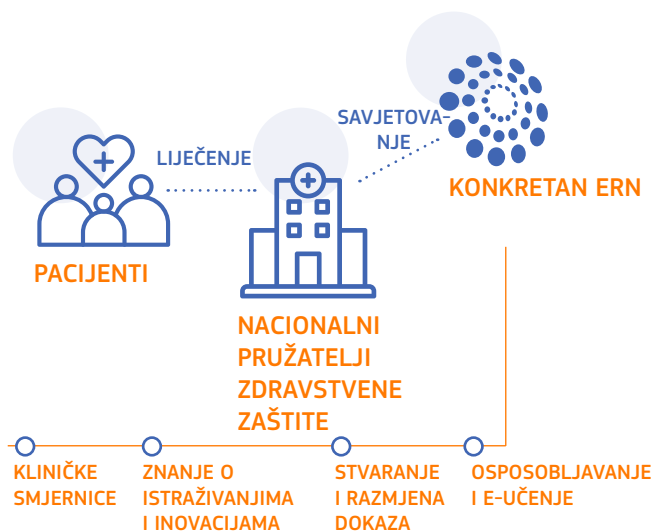 LIJEČENJE
SAVJETOVA-
NJE
KONKRETAN ERN
PACIJENTI
NACIONALNI
PRUŽATELJI
ZDRAVSTVENE
ZAŠTITE
KLINIČKE
SMJERNICE
ZNANJE O
ISTRAŽIVANJIMA
I INOVACIJAMA
STVARANJE
I RAZMJENA
DOKAZA
OSPOSOBLJAVANJE
I E-UČENJE